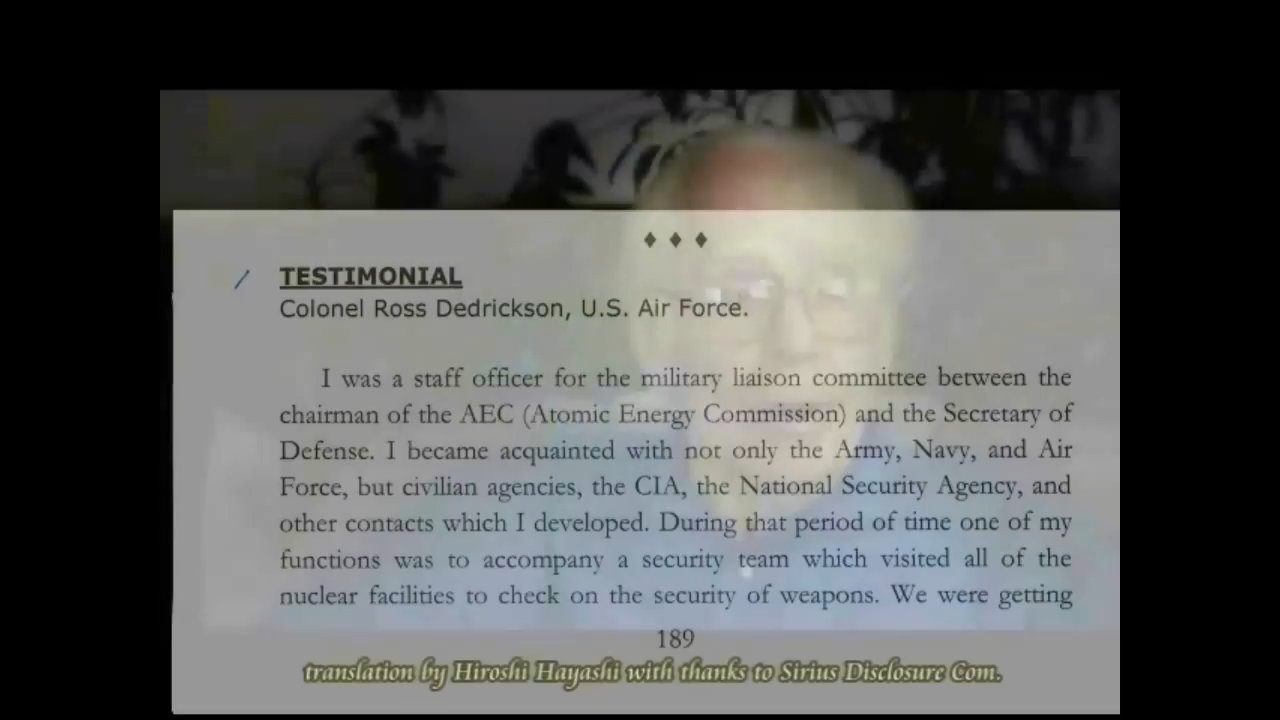 ♦ ♦ ♦
TESTIMONIAL
Colonel Ross Dedrickson, U.S. Air Force.
I was a staff officer for the military liaison committee between the
chairman of the AEC (Atomic Energy Commission) and the Secretary of
Defense. I became acquainted with not only the Army, Navy, and Air
Force, but civilian agencies, the CIA, the National Security Agency, and
other contacts which I developed. During that period of time one of my
functions was to accompany a security team which visited all of the
nuclear facilities to check on the security of weapons. We were getting
189
translation by Hiroshi Hayashi with thanks to Sirius Disclosure Com.